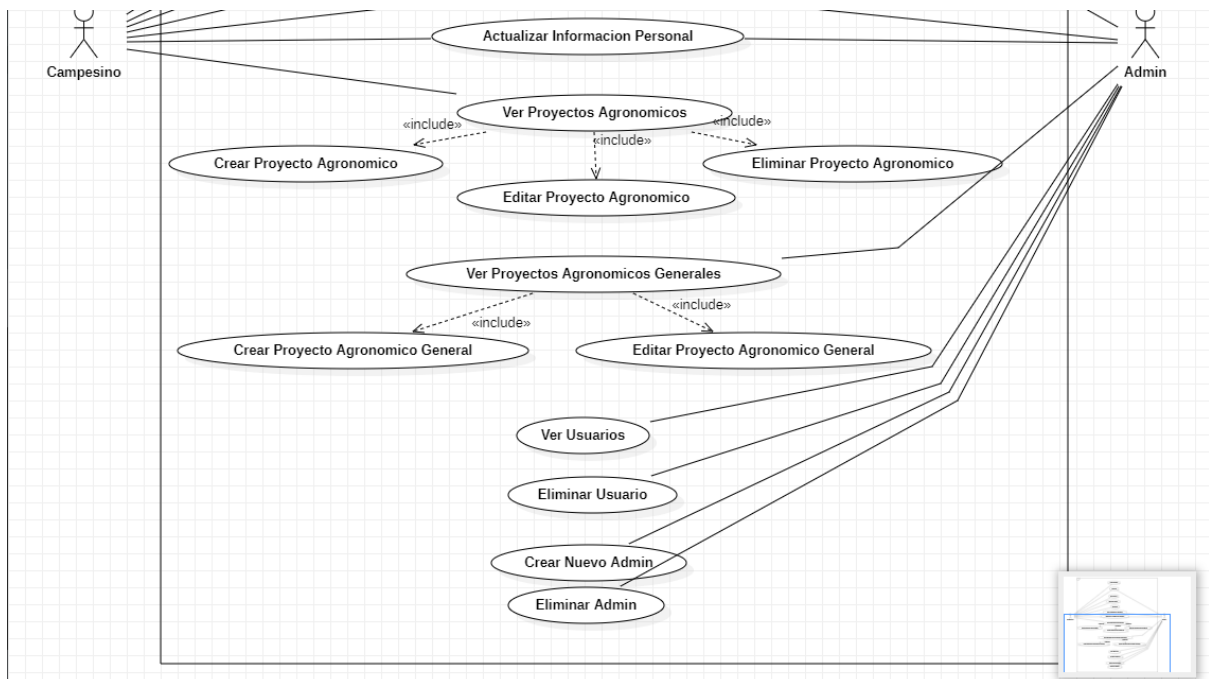 Actualizar Informacion Personal
Campesino
Admin
Ver Proyectos Agronomicos
«include»
«include»
«include»
Crear Proyecto Agronomico
Eliminar Proyecto Agronomico
Editar Proyecto Agronomico
Ver Proyectos Agronomicos Generales
«include»
«include»
Crear Proyecto Agronomico General
Editar Proyecto Agronomico General
Ver Usuarios
Eliminar Usuario
Crear Nuevo Admin
Eliminar Admin